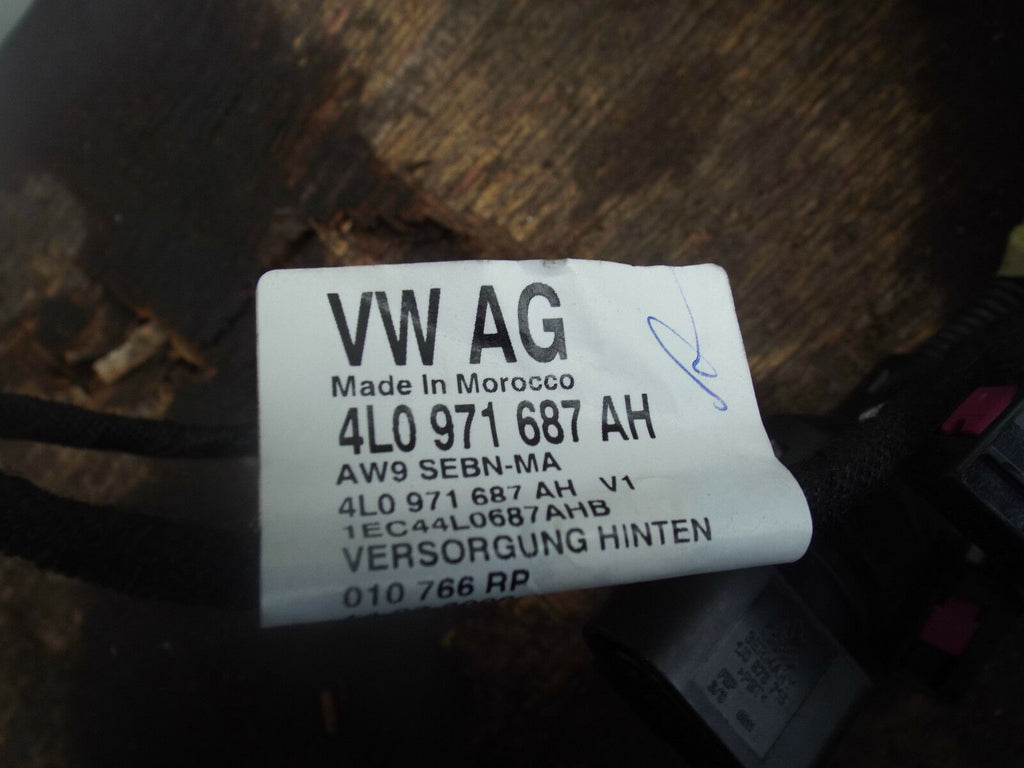 VW AG
Made In Morocco
4L0 971 687 AH
AW9 SEBN-MA
4L0 971 687 AH V1
1EC44L0687AHB
VERSORGUNG HINTEN
010 766 RP